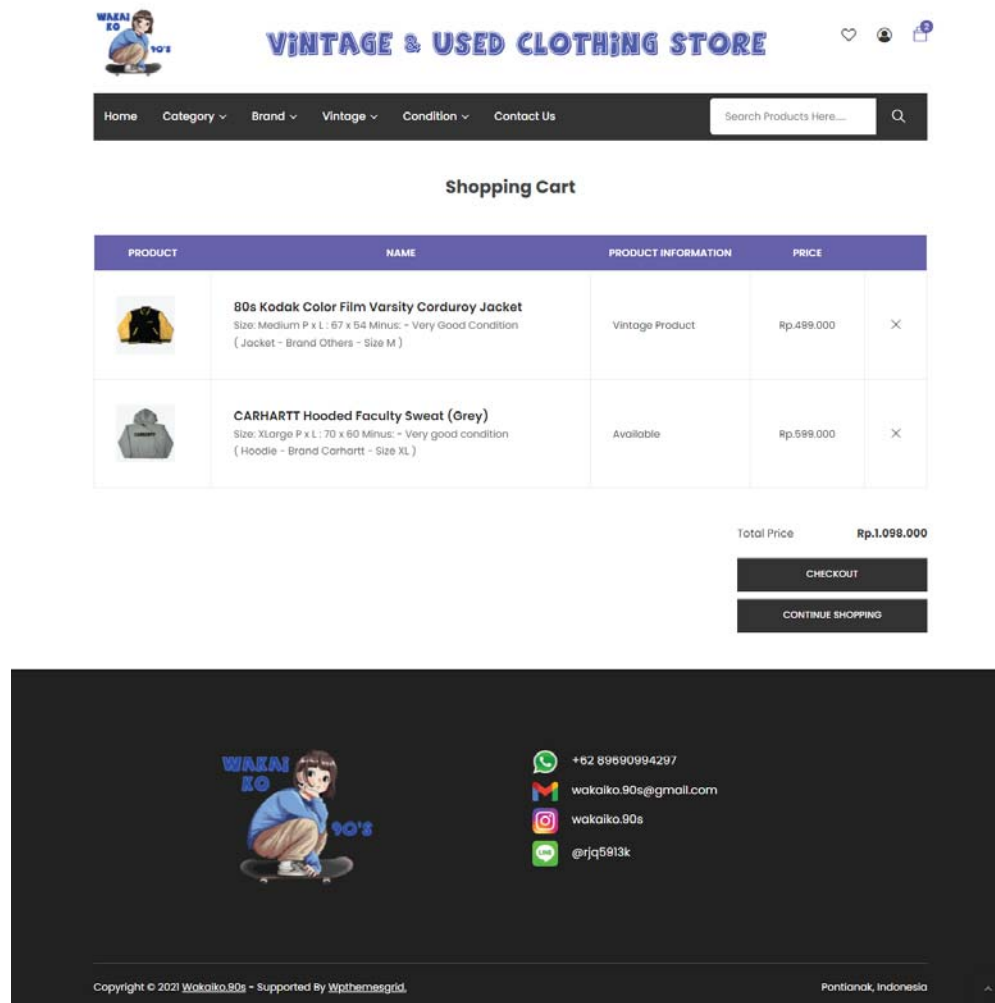 WAKAI
KO
90'S
VINTAGE & USED CLOTHING STORE
2
Home Category Brand Vintage Condition Contact Us Search Products Here....
Shopping Cart
PRODUCT NAME PRODUCT INFORMATION PRICE
80s Kodak Color Film Varsity Corduroy Jacket
Size: Medium P x L : 67 x 54 Minus: - Very Good Condition
( Jacket - Brand Others - Size M )
Vintage Product
Rp.499.000
CARHARTT Hooded Faculty Sweat (Grey)
Size: XLarge P x L : 70 x 60 Minus: - Very good condition
( Hoodie - Brand Carhartt - Size XL )
Available
Rp.599.000
Total Price Rp.1.098.000
CHECKOUT
CONTINUE SHOPPING
WAKAI
KO
90'S
+62 89690994297
wakaiko.90s@gmail.com
wakaiko.90s
LINE
@rjq5913k
Copyright © 2021 Wakaiko.90s - Supported By Wpthemesgrid. Pontianak, Indonesia